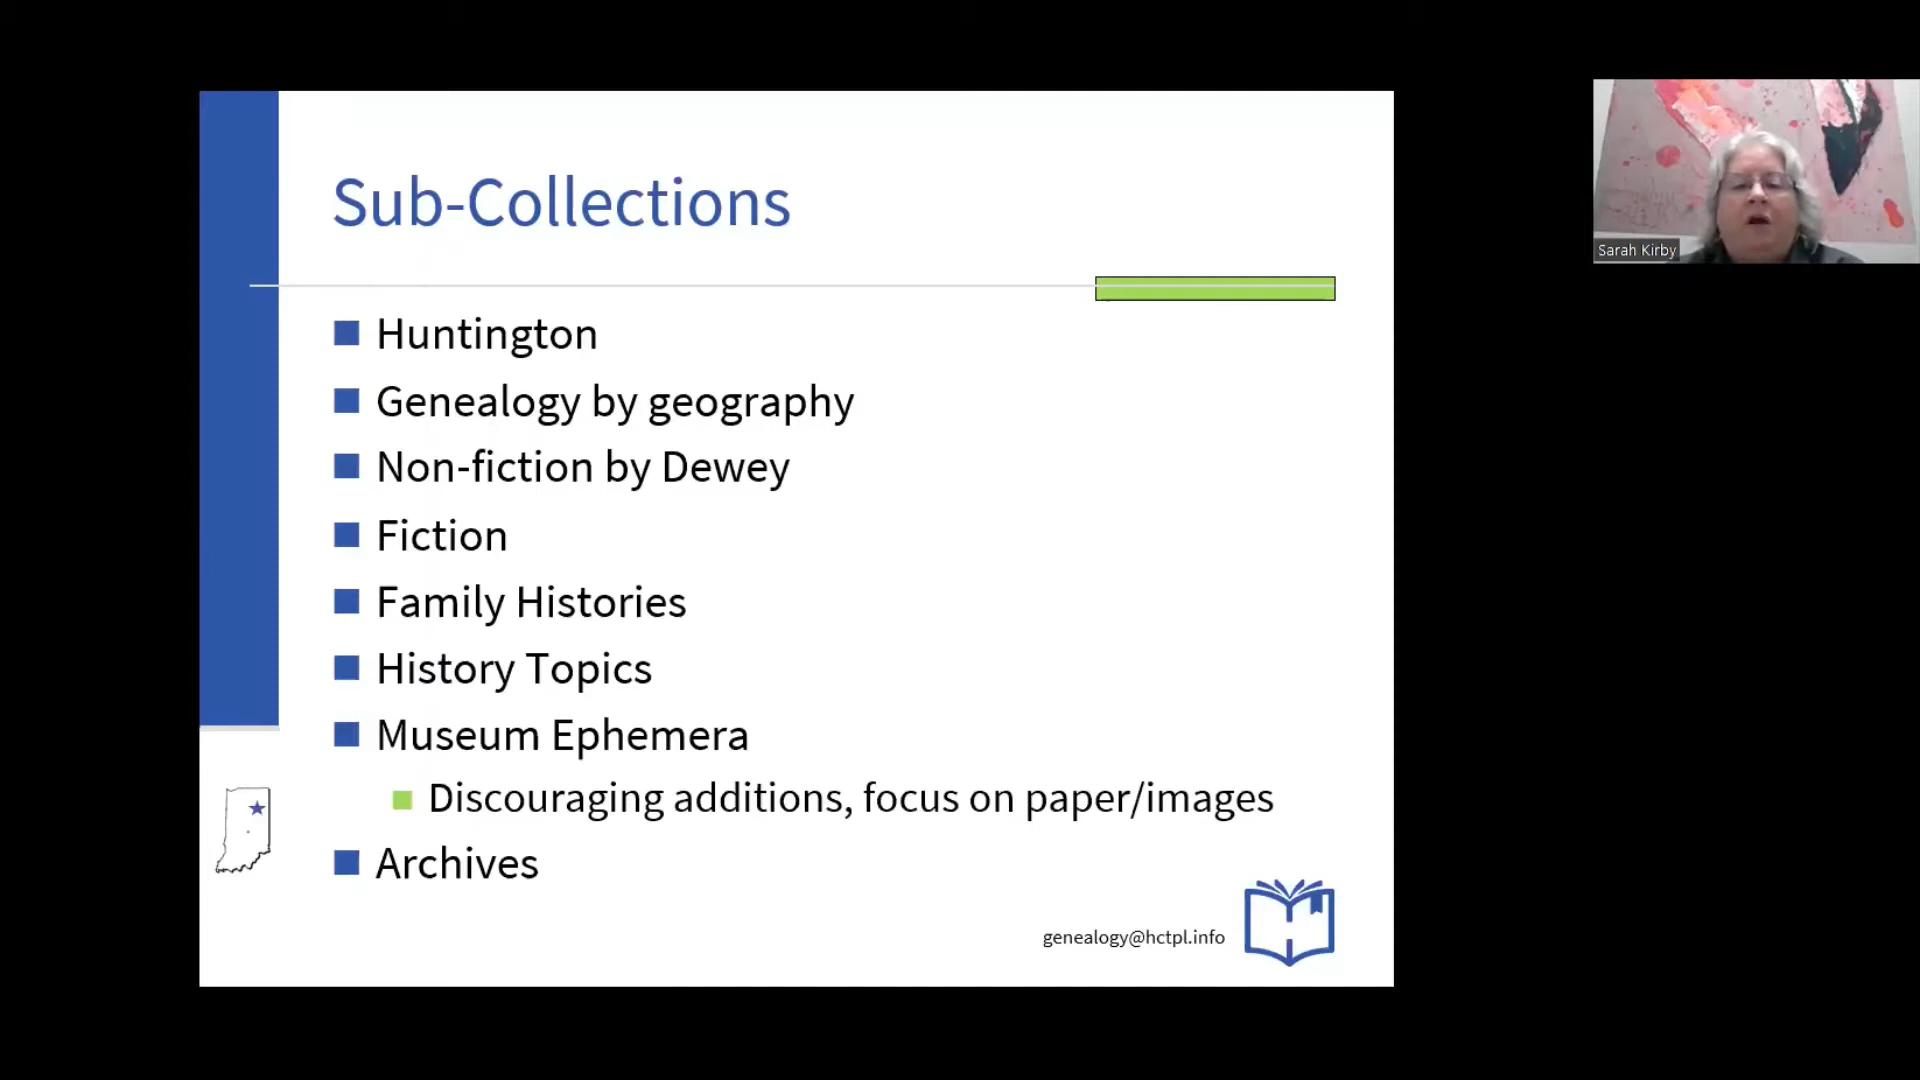 Sub-Collections
Huntington
Genealogy by geography
Non-fiction by Dewey
Fiction
Family Histories
History Topics
Museum Ephemera
Discouraging additions, focus on paper/images
Archives
genealogy@hctpl.info
Sarah Kirby